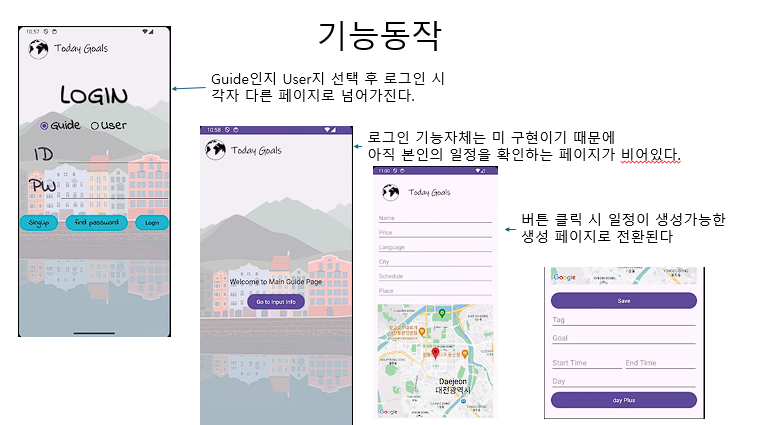 기능동작
10:57
Today Goals
LOGIN
Guide User
ID
PW
SingUp find password Login
Guide인지 User지 선택 후 로그인 시
각자 다른 페이지로 넘어가진다.
10:58
Today Goals
Welcome to Main Guide Page
Go to Input Info
로그인 기능자체는 미 구현이기 때문에
아직 본인의 일정을 확인하는 페이지가 비어있다.
11:00
Today Goals
Name
Price
Language
City
Schedule
Place
Daejeon
대전광역시
Google
버튼 클릭 시 일정이 생성가능한
생성 페이지로 전환된다
Google
Save
Tag
Goal
Start Time End Time
Day
day Plus